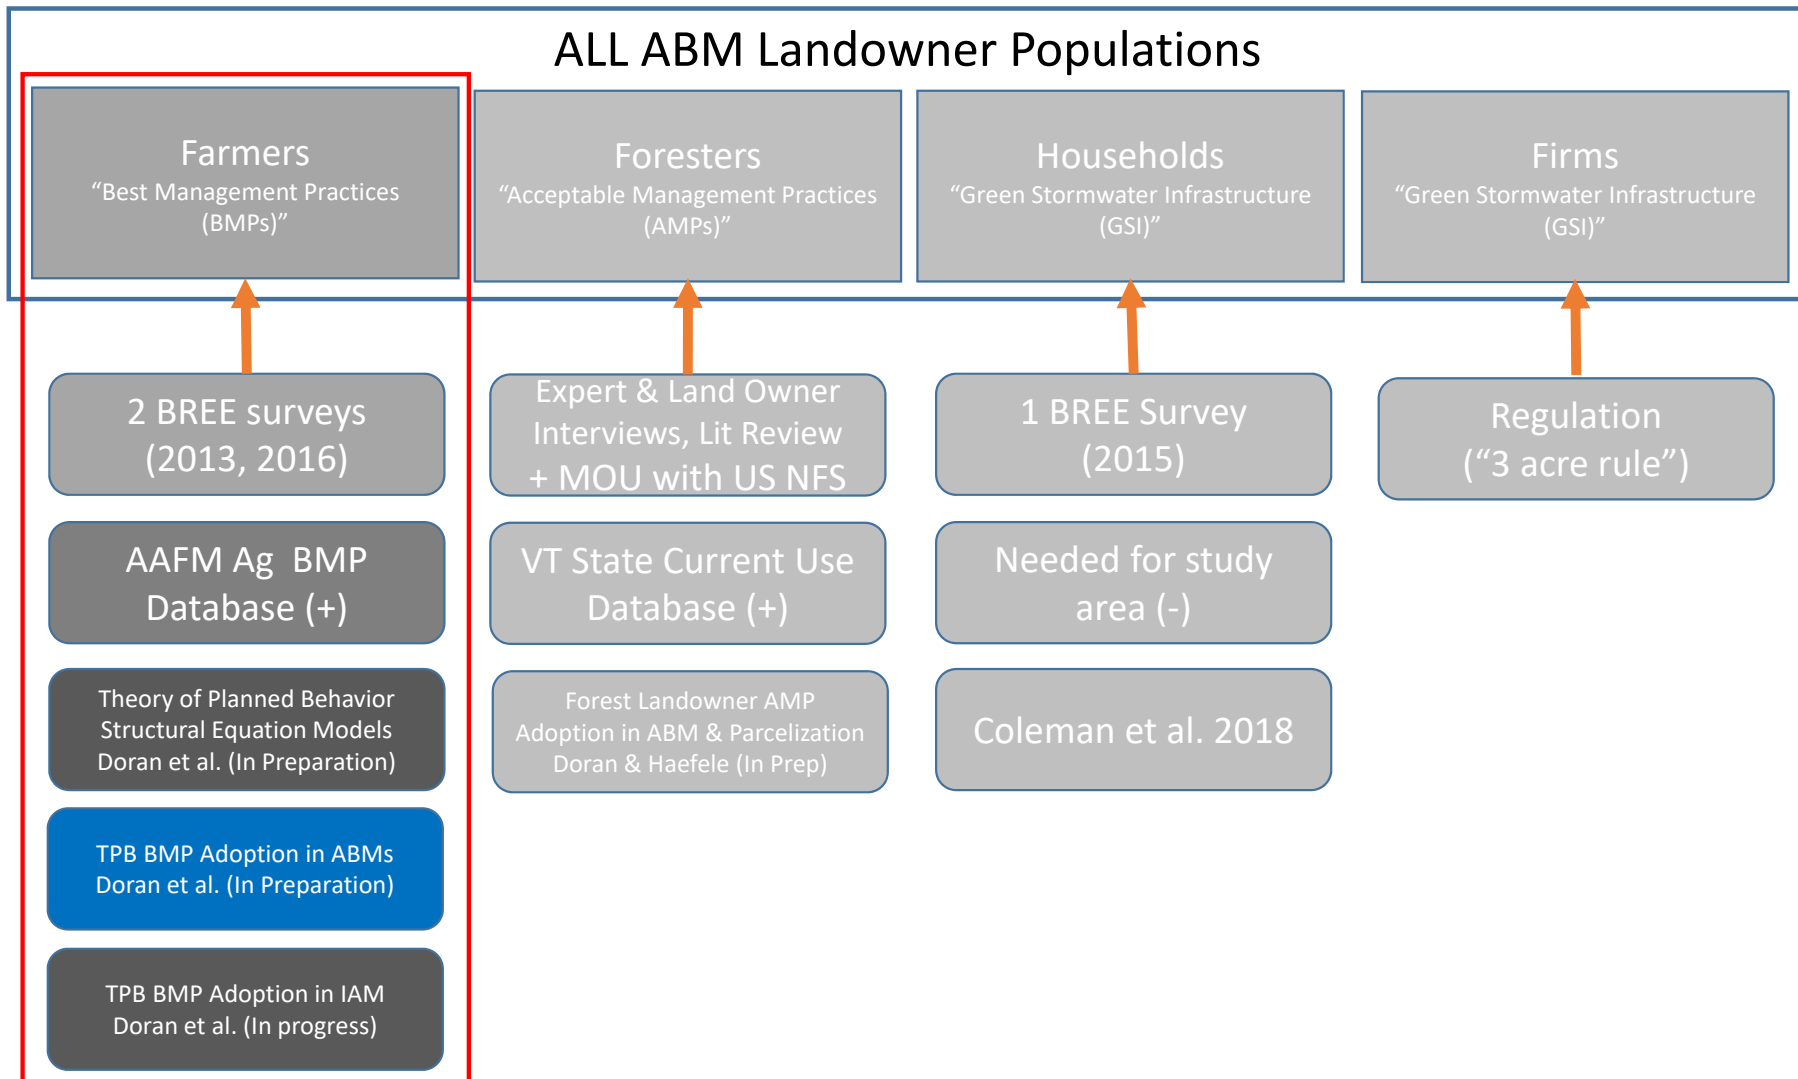 ALL ABM Landowner Populations
Farmers
“Best Management Practices
(BMPs)”
Foresters
“Acceptable Management Practices
(AMPs)”
Households
“Green Stormwater Infrastructure
(GSI)”
Firms
“Green Stormwater Infrastructure
(GSI)”
2 BREE surveys
(2013, 2016)
AAFM Ag  BMP
Database (+)
Theory of Planned Behavior
Structural Equation Models
Doran et al. (In Preparation)
TPB BMP Adoption in ABMs
Doran et al. (In Preparation)
TPB BMP Adoption in IAM
Doran et al. (In progress)
Expert & Land Owner
Interviews, Lit Review
+ MOU with US NFS
VT State Current Use
Database (+)
Forest Landowner AMP
Adoption in ABM & Parcelization
Doran & Haefele (In Prep)
1 BREE Survey
(2015)
Needed for study
area (-)
Coleman et al. 2018
Regulation
(“3 acre rule”)